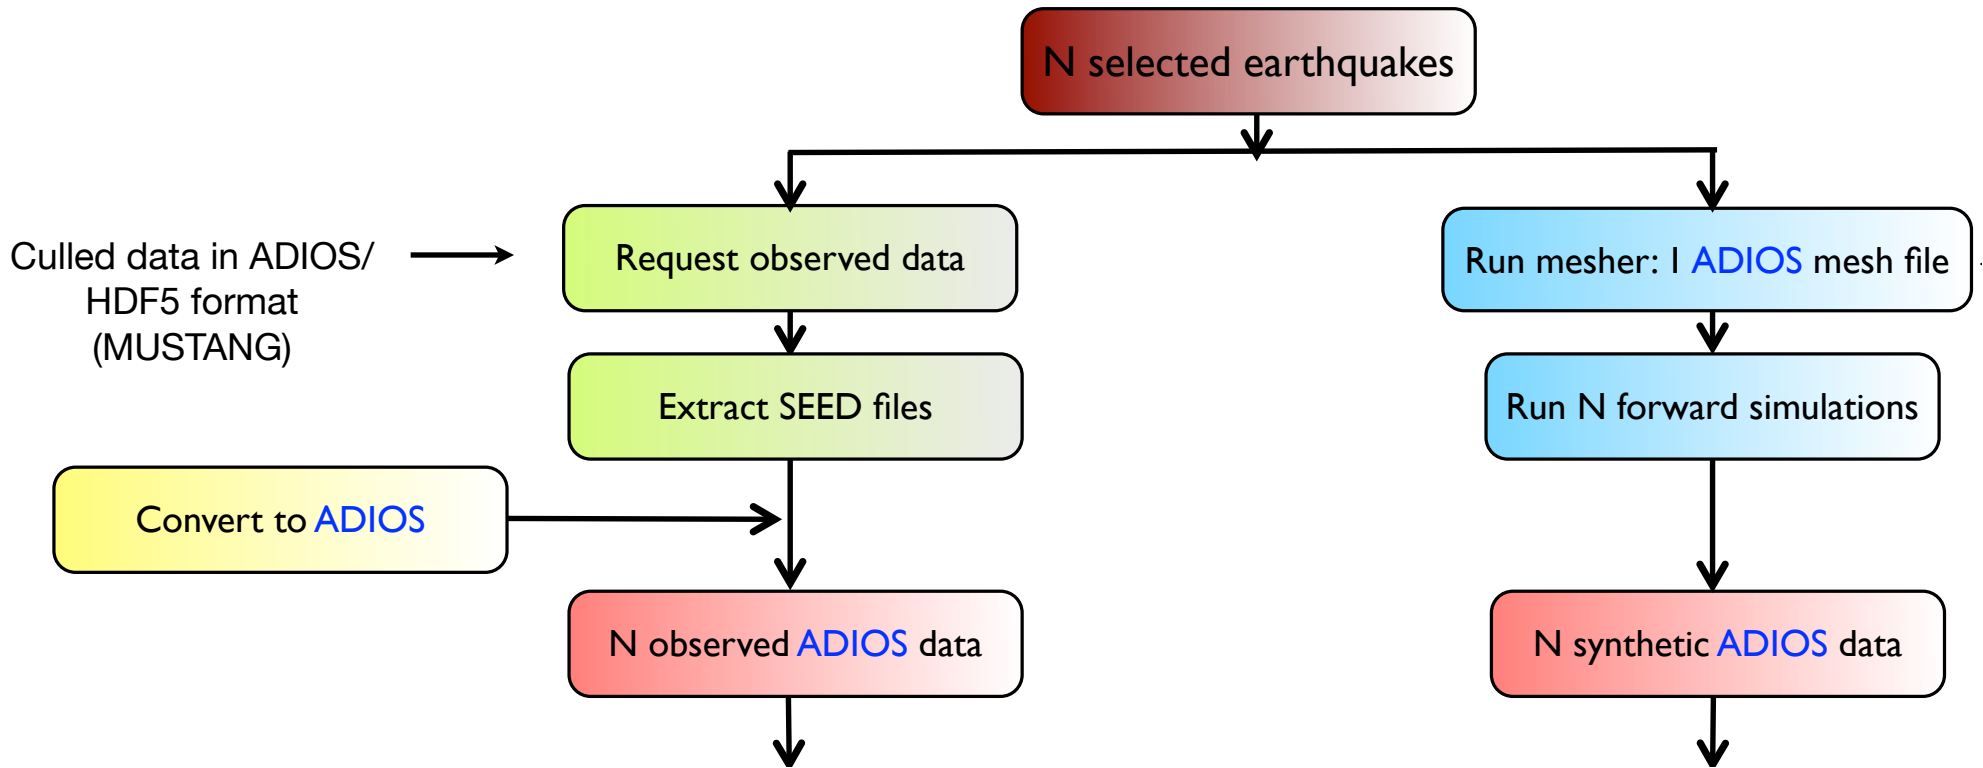 N selected earthquakes
Culled data in ADIOS/
HDF5 format
(MUSTANG)
Request observed data
Run mesher: 1 ADIOS mesh file
Extract SEED files
Run N forward simulations
Convert to ADIOS
N observed ADIOS data
N synthetic ADIOS data